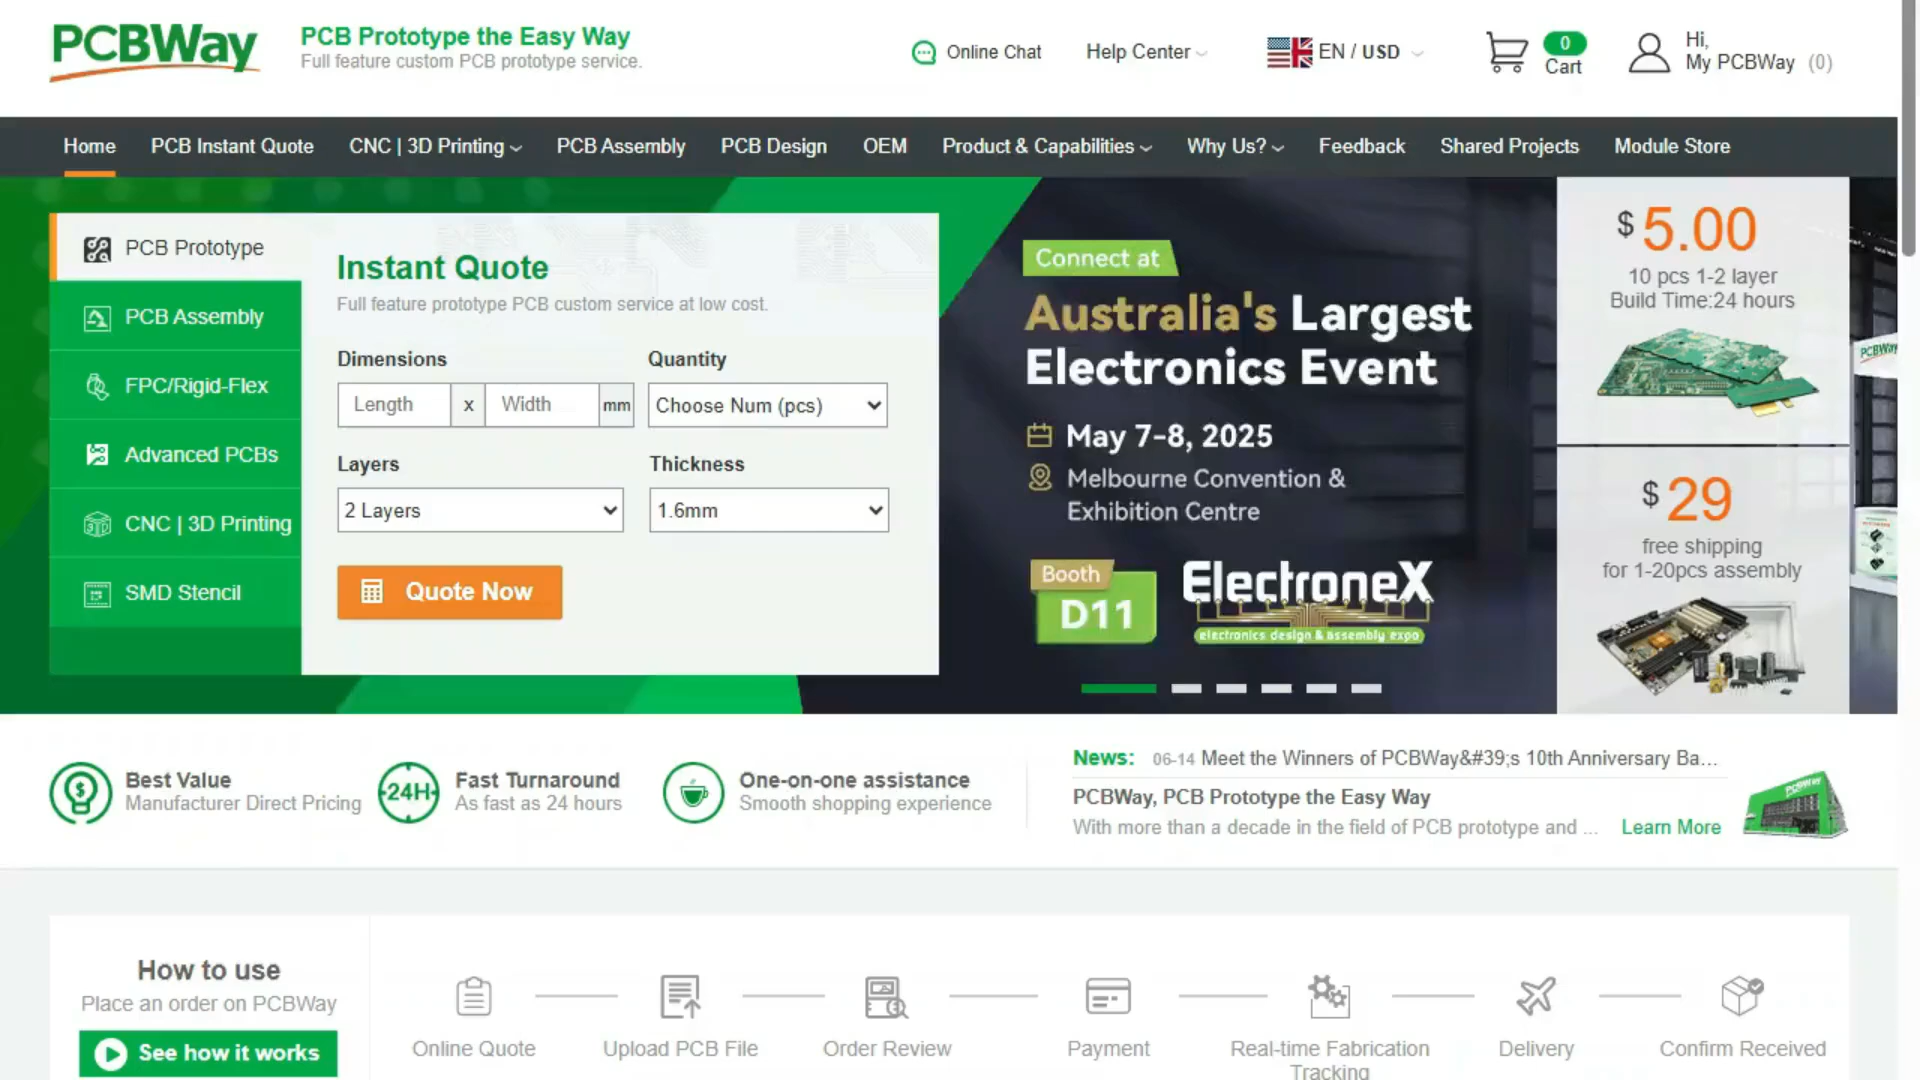 PCBWay
PCB Prototype the Easy Way
Full feature custom PCB prototype service.
Online Chat
Help Center
EN / USD
0
Cart
Hi,
My PCBWay (0)
Home
PCB Instant Quote
CNC | 3D Printing
PCB Assembly
PCB Design
OEM
Product & Capabilities
Why Us?
Feedback
Shared Projects
Module Store
PCB Prototype
PCB Assembly
FPC/Rigid-Flex
Advanced PCBs
CNC | 3D Printing
SMD Stencil
Instant Quote
Full feature prototype PCB custom service at low cost.
Dimensions
Quantity
Length x Width mm
Choose Num (pcs)
Layers
Thickness
2 Layers
1.6mm
Quote Now
Connect at
Australia's Largest
Electronics Event
May 7-8, 2025
Melbourne Convention &
Exhibition Centre
Booth
D11
ElectroneX
electronics design & assembly expo
$ 5.00
10 pcs 1-2 layer
Build Time:24 hours
$ 29
free shipping
for 1-20pcs assembly
PCBWay
Best Value
Manufacturer Direct Pricing
24H
Fast Turnaround
As fast as 24 hours
One-on-one assistance
Smooth shopping experience
News: 06-14 Meet the Winners of PCBWay&#39;s 10th Anniversary Ba...
PCBWay, PCB Prototype the Easy Way
With more than a decade in the field of PCB prototype and ... Learn More
PCBWay
How to use
Place an order on PCBWay
See how it works
Online Quote
Upload PCB File
Order Review
Payment
Real-time Fabrication
Tracking
Delivery
Confirm Received